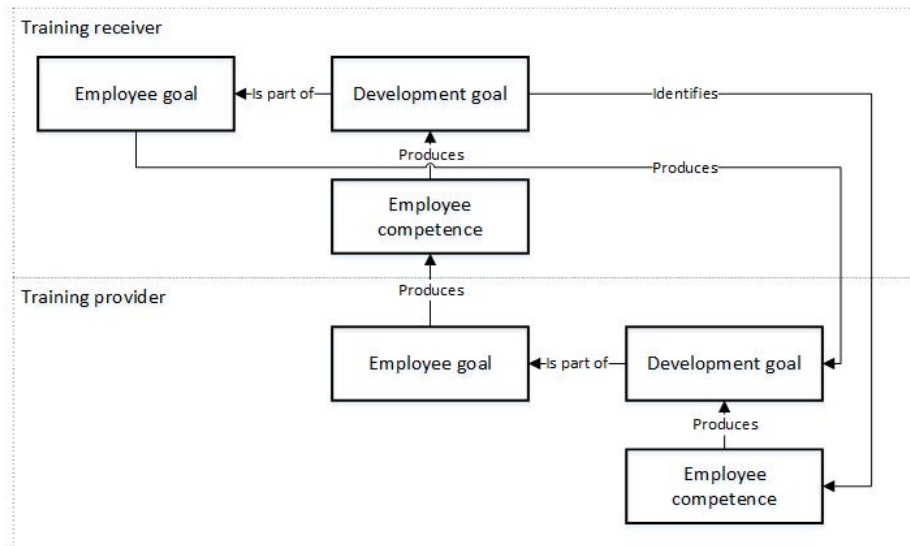 Training receiver
Employee goal
Is part of
Development goal
Identifies
Produces
Produces
Employee
competence
Produces
Training provider
Employee goal
Is part of
Development goal
Produces
Employee
competence